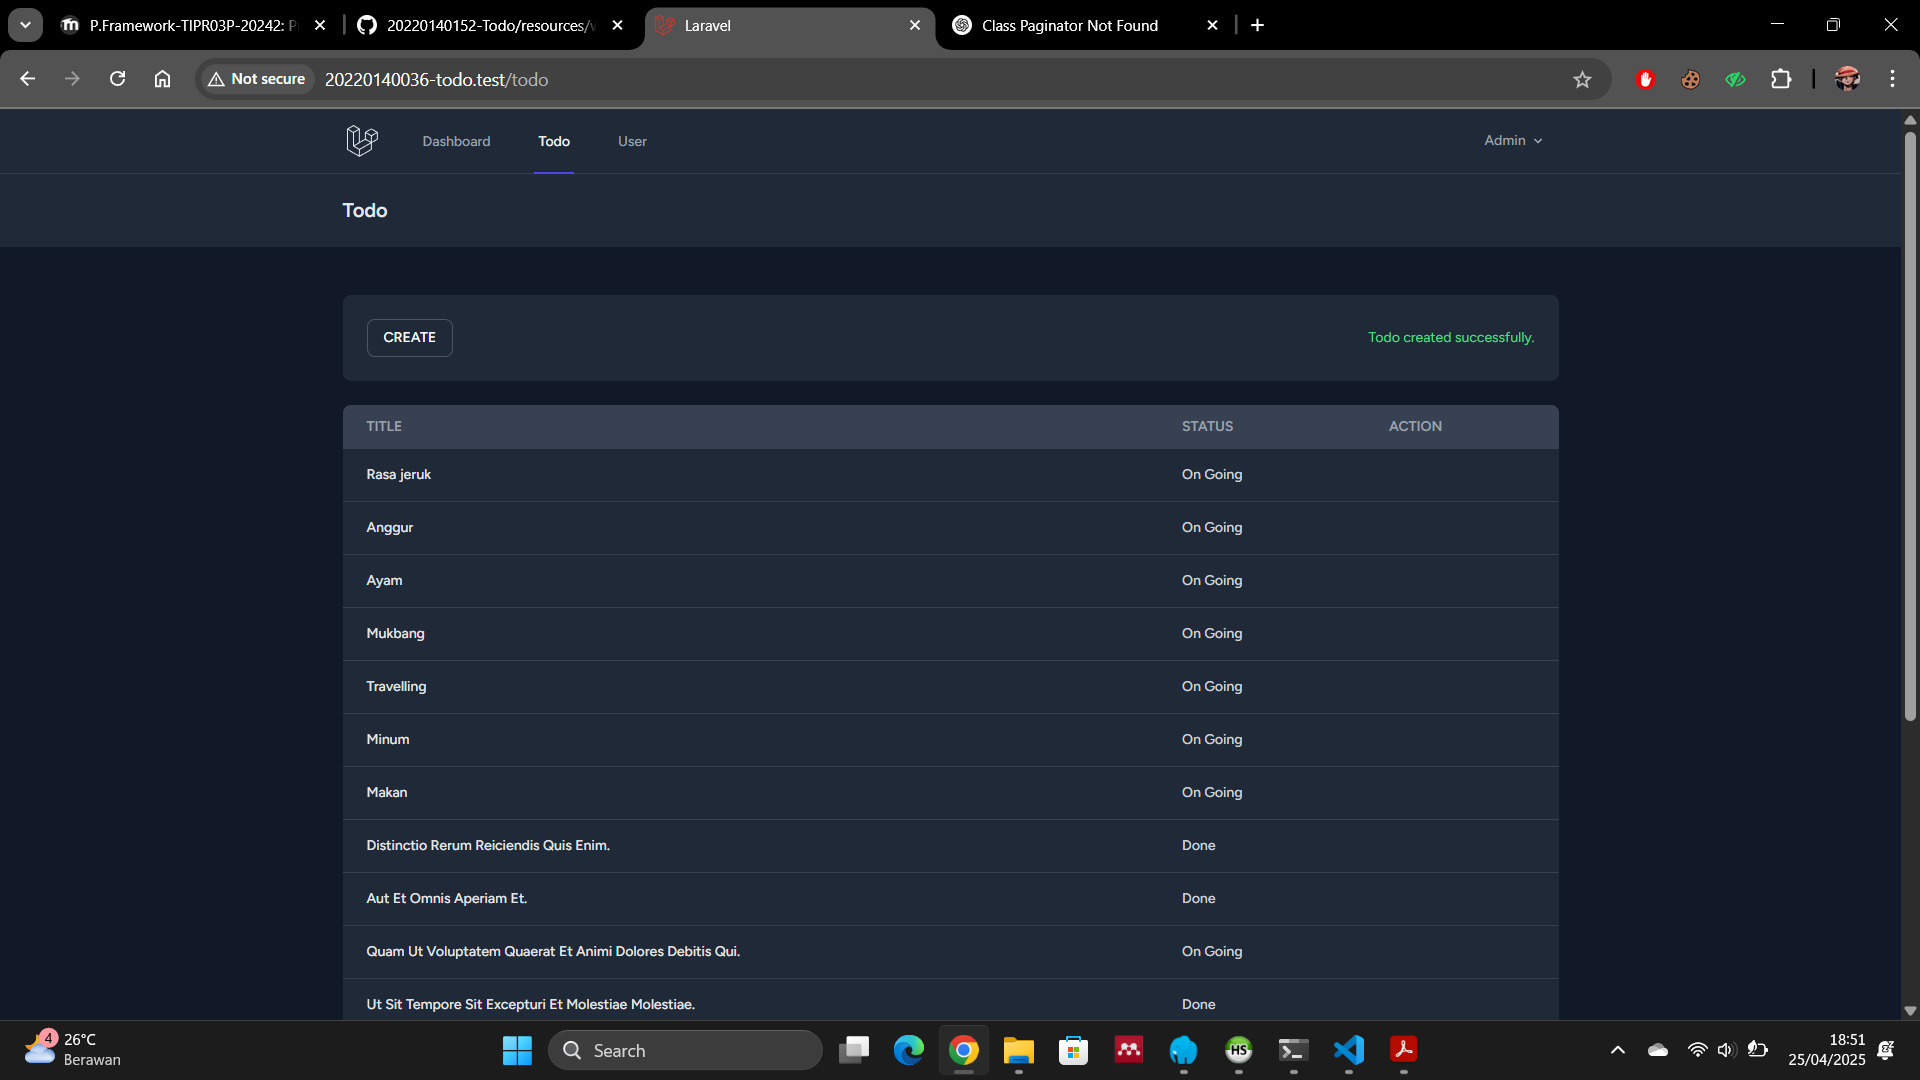 P.Framework-TIPR03P-20242: P
20220140152-Todo/resources/v
Laravel
Class Paginator Not Found
Not secure
20220140036-todo.test/todo
Dashboard
Todo
User
Admin
Todo
CREATE
Todo created successfully.
TITLE STATUS ACTION
Rasa jeruk On Going
Anggur On Going
Ayam On Going
Mukbang On Going
Travelling On Going
Minum On Going
Makan On Going
Distinctio Rerum Reiciendis Quis Enim. Done
Aut Et Omnis Aperiam Et. Done
Quam Ut Voluptatem Quaerat Et Animi Dolores Debitis Qui. On Going
Ut Sit Tempore Sit Excepturi Et Molestiae Molestiae. Done
4
26°C
Berawan
Search
HS
18:51
25/04/2025